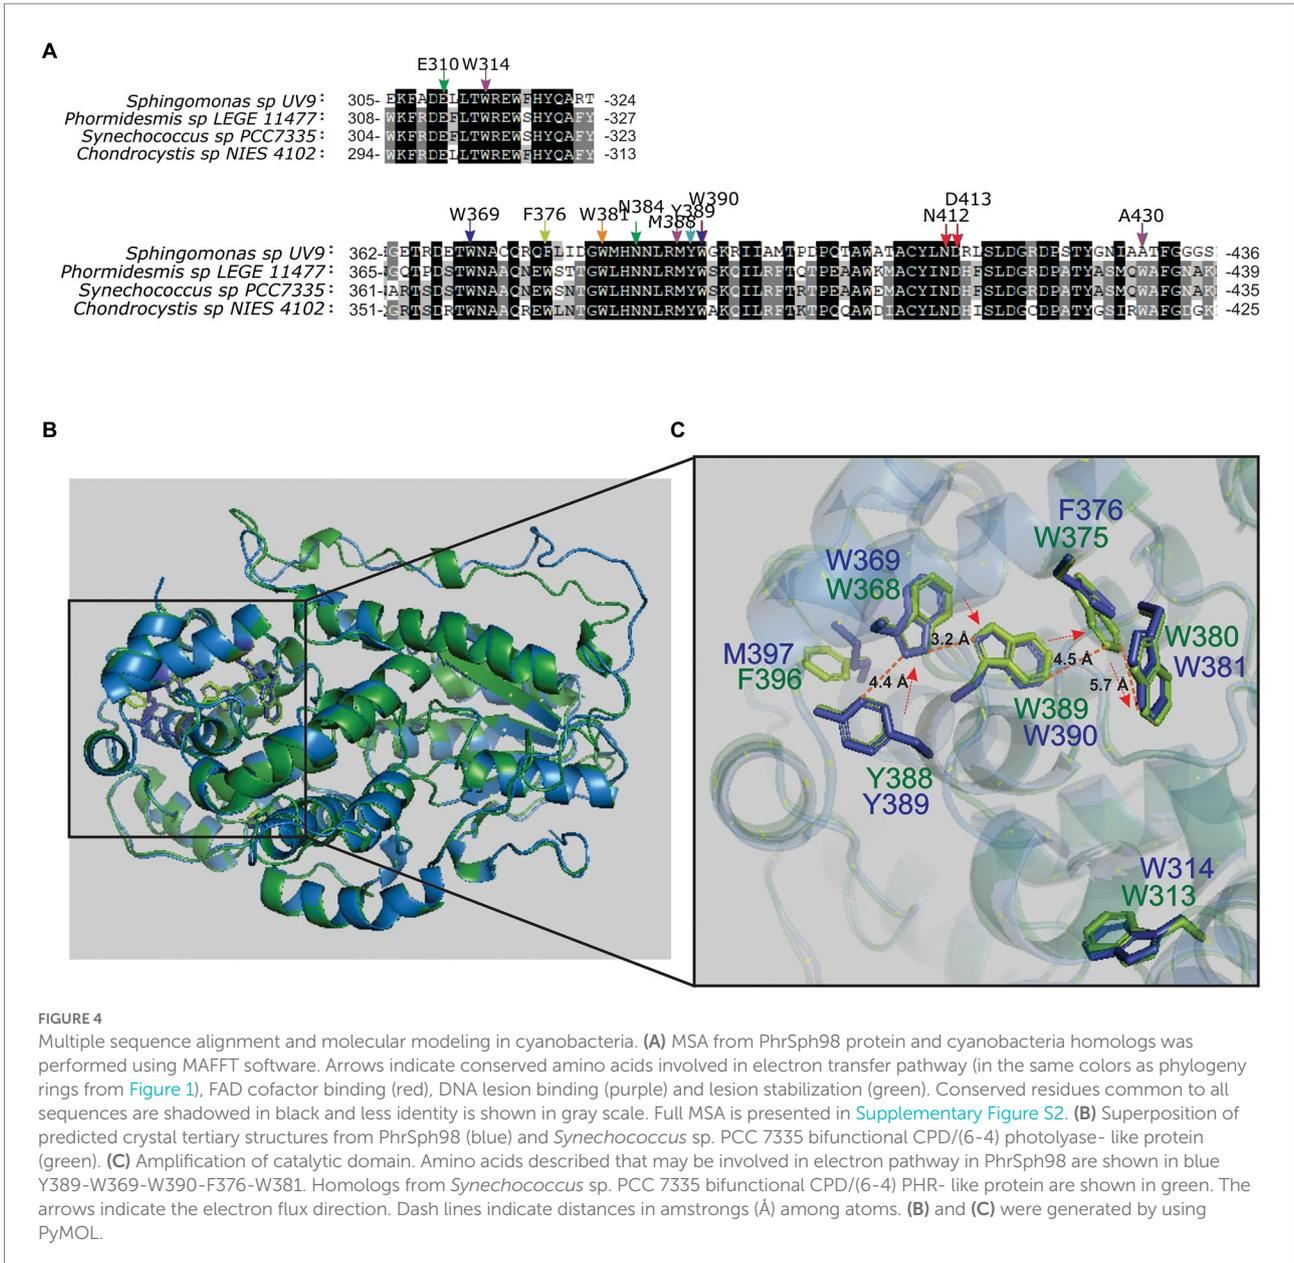 A
E310 W314
Sphingomonas sp UV9: 305- EKFADELLTWREWFHYQART -324
Phormidesmis sp LEGE 11477: 308- WKFRDEFLTWREWSHYQAFY -327
Synechococcus sp PCC7335: 304- WKFRDEFLTWREWSHYQAFY -323
Chondrocystis sp NIES 4102: 294- WKFRDELLTWREWFHYQAFY -313
D413
W390
W369 F376 W381 N384 M388 Y389 N412 A430
Sphingomonas sp UV9: 362- GETRDETWNACQRQFLIDGWMHNNLRMYWGKRIIAMTPDPQTAWATACYLNDRLSLDGRDPSTYGNIAATFGGGS -436
Phormidesmis sp LEGE 11477: 365- GQTPDSTWNAAQNEWSTTGWLHNNLRMYWSKQILRFTQTPEAAWKMACYINDHFSLDGRDPATYASMQWAFGNAK -439
Synechococcus sp PCC7335: 361- ARTSDSTWNAAQNEWSNTGWLHNNLRMYWSKQILRFTRTPEAAWEMACYINDHFSLDGRDPATYASMQWAFGNAK -435
Chondrocystis sp NIES 4102: 351- GRTSDRTWNAAQREWLNTGWLHNNLRMYWAKQILRFTKTPQQAWDIACYLNDHISLDGCDPATYGSIRWAFGDGK -425
B
C
F376
W375
W369
W368
3.2 Å
W380
M397
W381
F396
4.4 Å
4.5 Å
5.7 Å
W389
W390
Y388
Y389
W314
W313
FIGURE 4
Multiple sequence alignment and molecular modeling in cyanobacteria. (A) MSA from PhrSph98 protein and cyanobacteria homologs was
performed using MAFFT software. Arrows indicate conserved amino acids involved in electron transfer pathway (in the same colors as phylogeny
rings from Figure 1), FAD cofactor binding (red), DNA lesion binding (purple) and lesion stabilization (green). Conserved residues common to all
sequences are shadowed in black and less identity is shown in gray scale. Full MSA is presented in Supplementary Figure S2. (B) Superposition of
predicted crystal tertiary structures from PhrSph98 (blue) and Synechococcus sp. PCC 7335 bifunctional CPD/(6-4) photolyase- like protein
(green). (C) Amplification of catalytic domain. Amino acids described that may be involved in electron pathway in PhrSph98 are shown in blue
Y389-W369-W390-F376-W381. Homologs from Synechococcus sp. PCC 7335 bifunctional CPD/(6-4) PHR- like protein are shown in green. The
arrows indicate the electron flux direction. Dash lines indicate distances in amstrongs (Å) among atoms. (B) and (C) were generated by using
PyMOL.